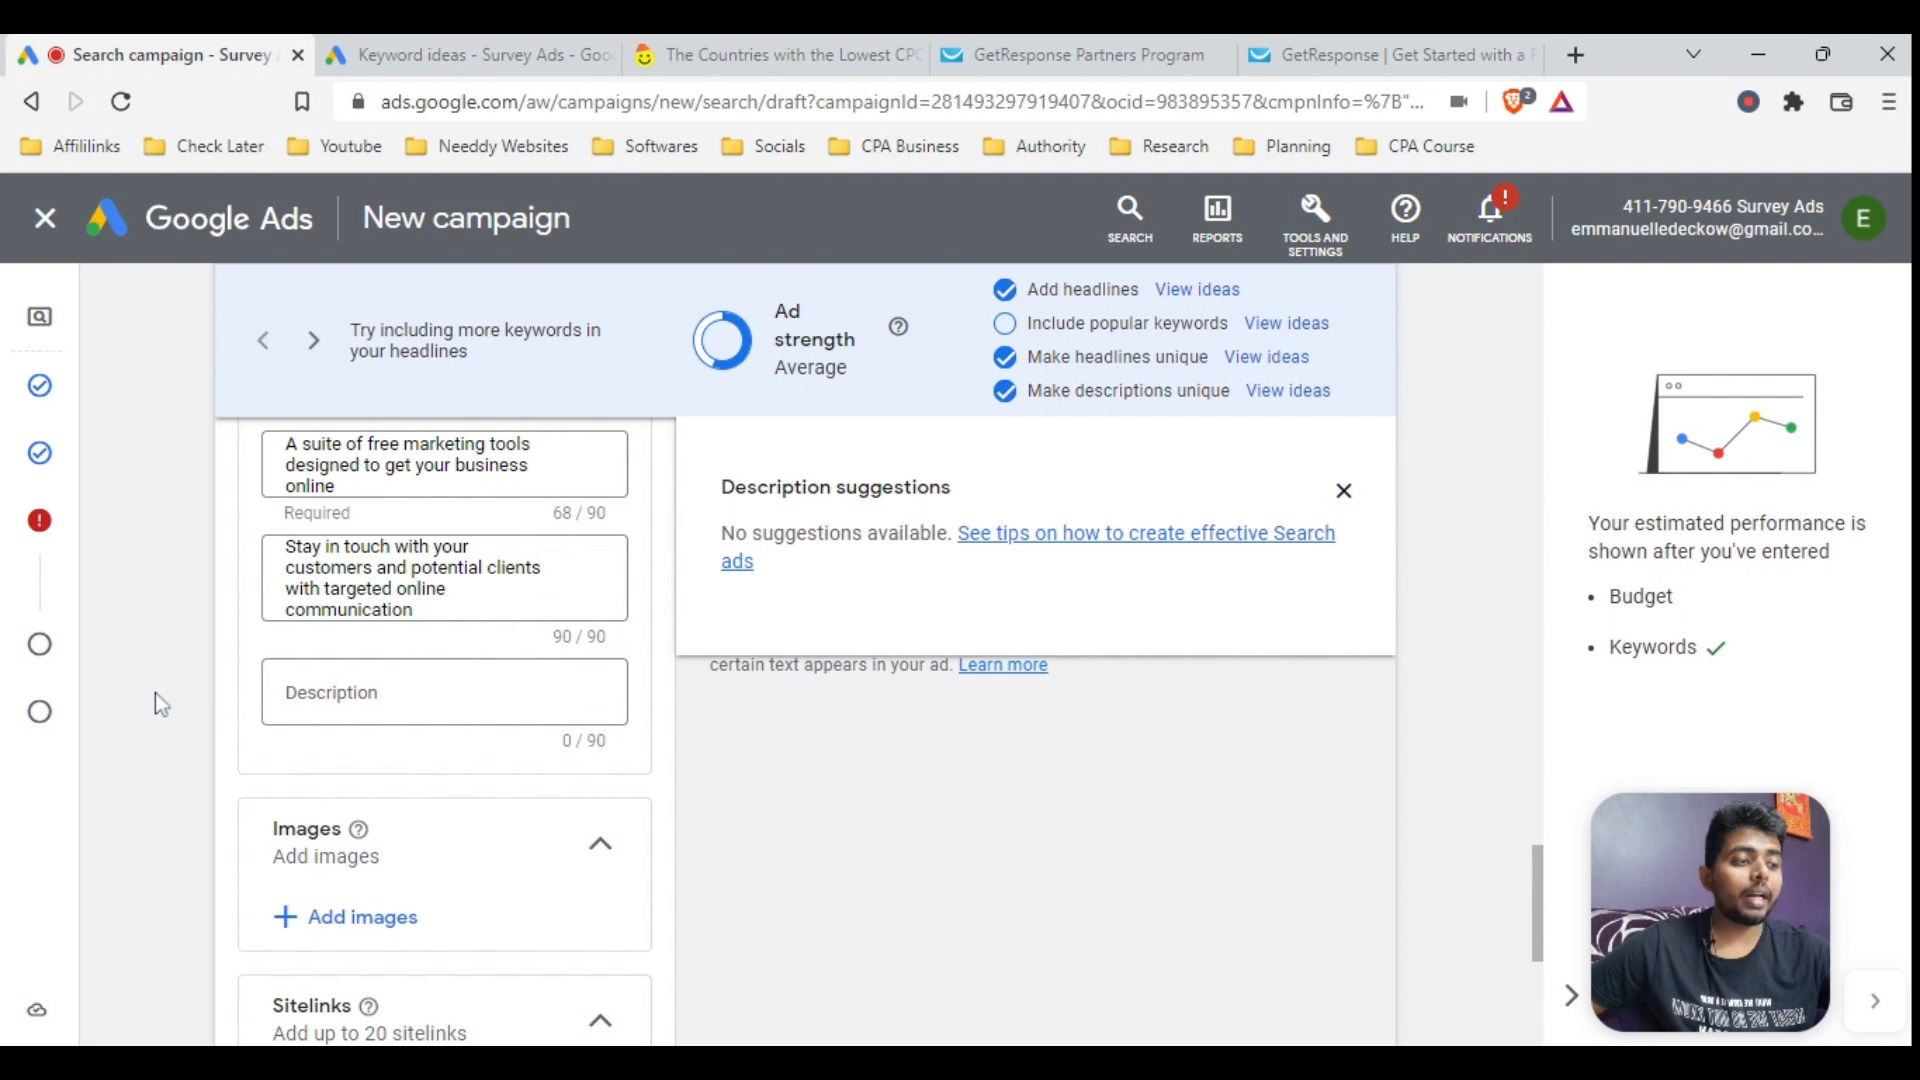 Search campaign - Survey
Keyword ideas - Survey Ads - Goo
The Countries with the Lowest CPC
GetResponse Partners Program
GetResponse | Get Started with a F
ads.google.com/aw/campaigns/new/search/draft?campaignId=281493297919407&ocid=983895357&cmpnInfo=%7B"...
2
Affililinks
Check Later
Youtube
Needdy Websites
Softwares
Socials
CPA Business
Authority
Research
Planning
CPA Course
Google Ads
New campaign
SEARCH
REPORTS
TOOLS AND
SETTINGS
HELP
!
NOTIFICATIONS
411-790-9466 Survey Ads
emmanuelledeckow@gmail.co...
E
Try including more keywords in
your headlines
Ad
strength
Average
Add headlines View ideas
Include popular keywords View ideas
Make headlines unique View ideas
Make descriptions unique View ideas
A suite of free marketing tools
designed to get your business
online
Required 68 / 90
Stay in touch with your
customers and potential clients
with targeted online
communication
90 / 90
Description
0 / 90
Images
Add images
+ Add images
Sitelinks
Add up to 20 sitelinks
Description suggestions
No suggestions available. See tips on how to create effective Search
ads
certain text appears in your ad. Learn more
Your estimated performance is
shown after you've entered
• Budget
• Keywords